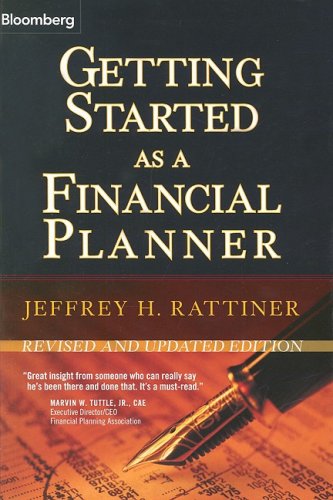 Bloomberg
GETTING
STARTED
AS A
FINANCIAL
PLANNER
JEFFREY H. RATTINER
REVISED AND UPDATED EDITION
"Great insight from someone who can really say
he's been there and done that. It's a must-read."
MARVIN W. TUTTLE, JR., CAE
Executive Director/CEO
Financial Planning Association